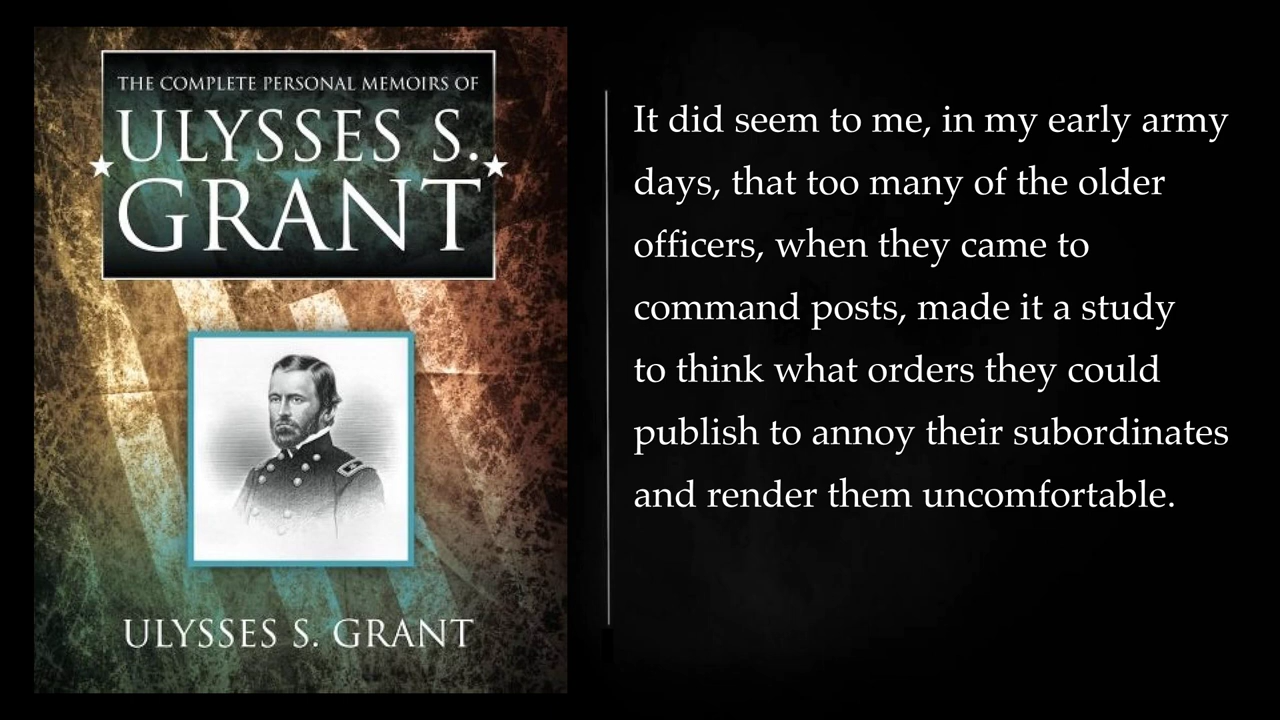 THE COMPLETE PERSONAL MEMOIRS OF
ULYSSES S.
GRANT
ULYSSES S. GRANT
It did seem to me, in my early army
days, that too many of the older
officers, when they came to
command posts, made it a study
to think what orders they could
publish to annoy their subordinates
and render them uncomfortable.